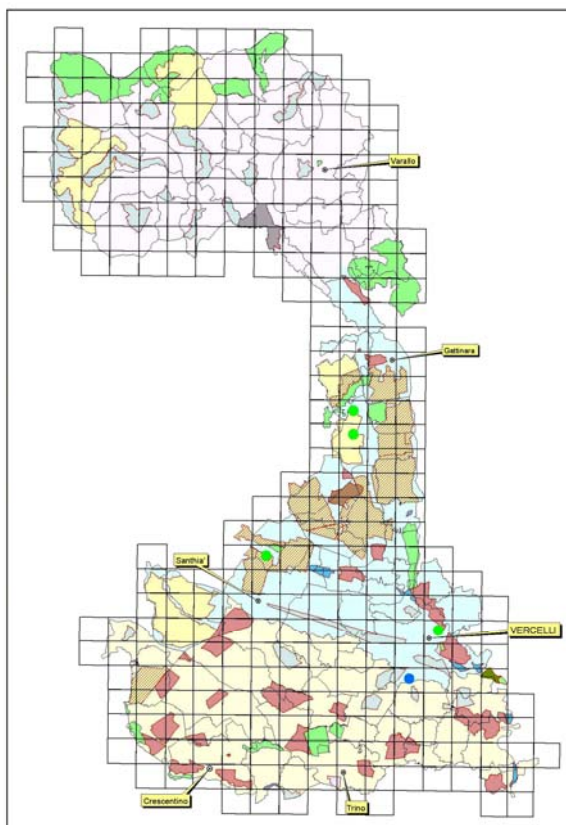 Varallo
Gattinara
Santhia'
VERCELLI
Crescentino
Trino